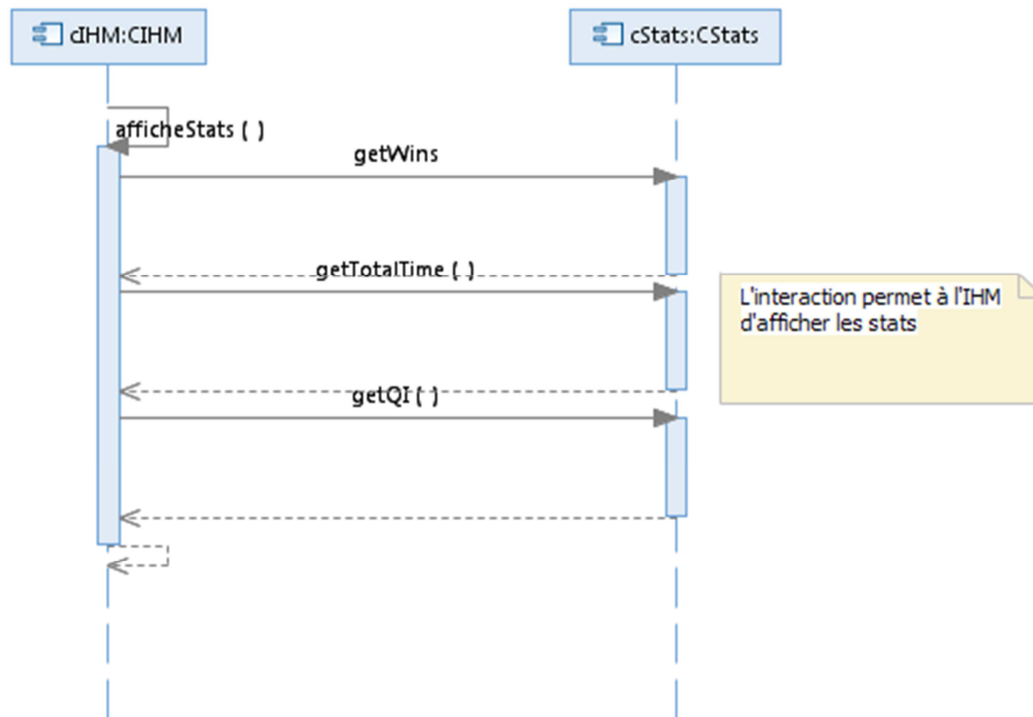 cIHM:CIHM
cStats:CStats
afficheStats ( )
getWins
getTotalTime ( )
L'interaction permet à l'IHM
d'afficher les stats
getQI ( )